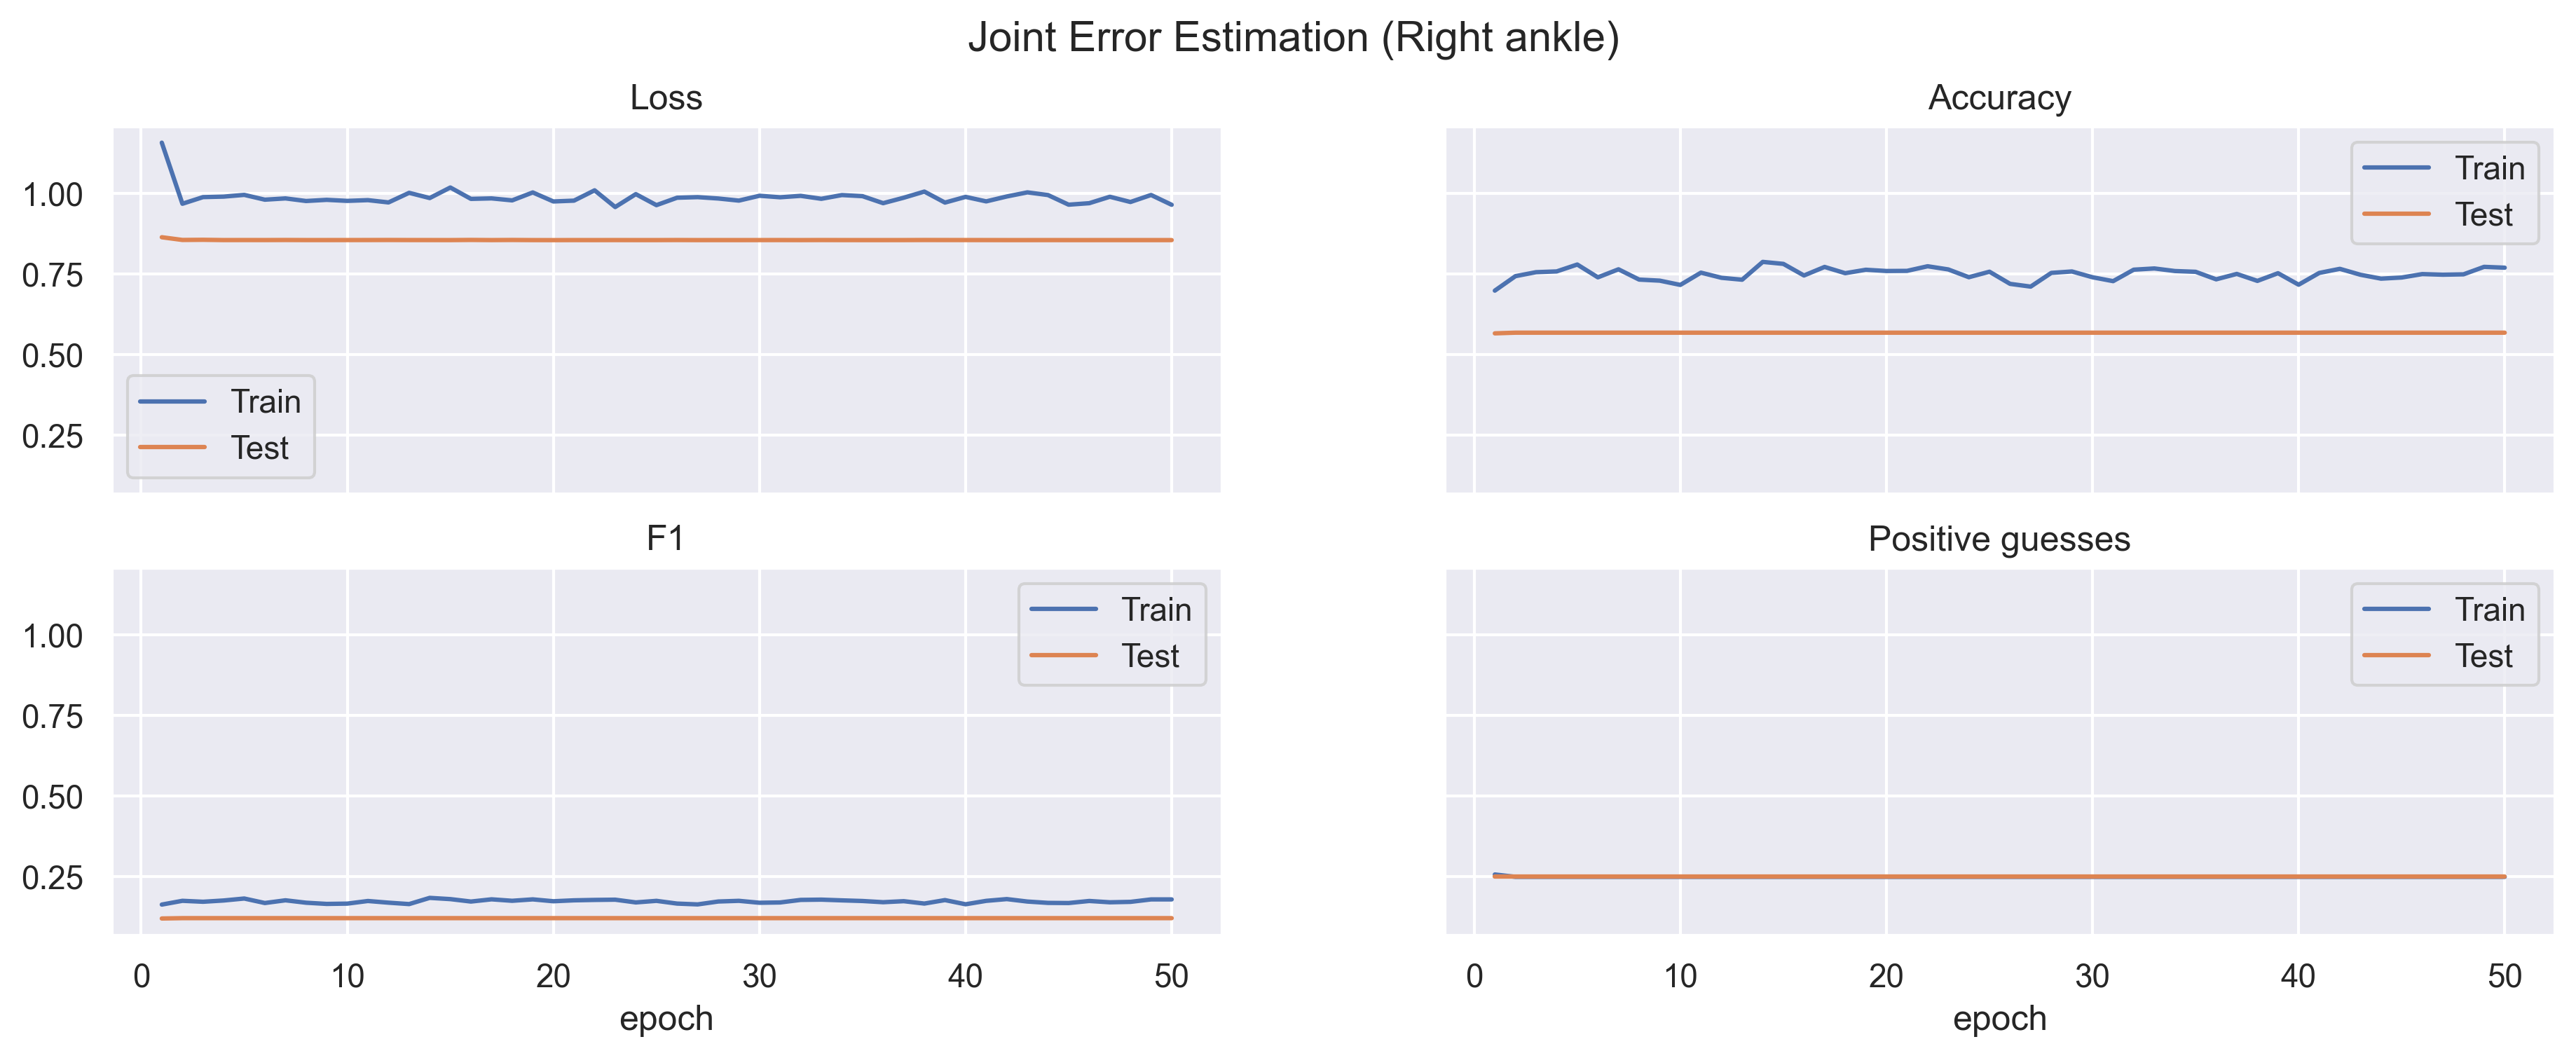 Joint Error Estimation (Right ankle)
Loss
1.00
0.75
0.50
0.25
Train
Test
Accuracy
Train
Test
F1
1.00
0.75
0.50
0.25
Train
Test
0 10 20 30 40 50
epoch
Positive guesses
Train
Test
0 10 20 30 40 50
epoch